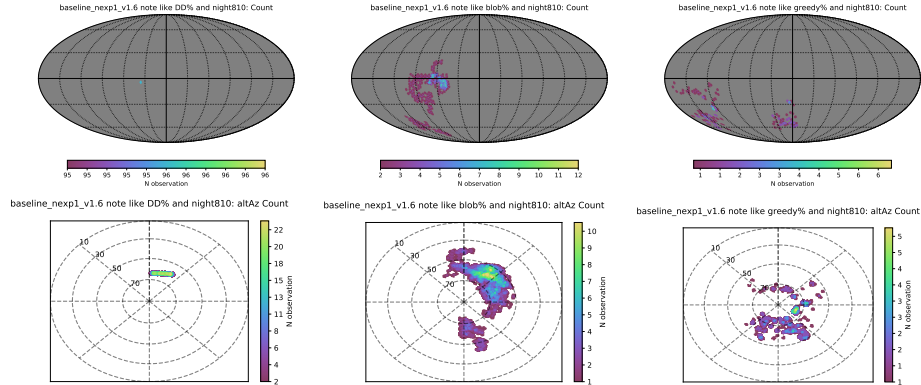 baseline_nexp1_v1.6 note like DD% and night810: Count
baseline_nexp1_v1.6 note like blob% and night810: Count
baseline_nexp1_v1.6 note like greedy% and night810: Count
95 95 95 95 96 96 96 96 96
N observation
2 3 4 6 7 8 9 10 11 12
N observation
1 1 2 3 3 4 4 5 6 6
N observation
baseline_nexp1_v1.6 note like DD% and night810: altAz Count
baseline_nexp1_v1.6 note like blob% and night810: altAz Count
baseline_nexp1_v1.6 note like greedy% and night810: altAz Count
10
30
50
70
22
20
18
16
13
11
9
6
4
2
N observation
10
30
50
70
10
9
8
7
6
5
4
3
2
1
N observation
10
30
50
70
5
5
4
4
3
3
2
2
1
1
N observation